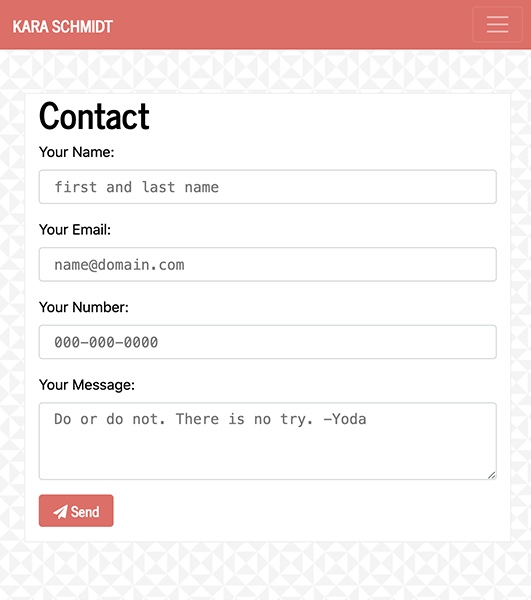 KARA SCHMIDT
Contact
Your Name:
first and last name
Your Email:
name@domain.com
Your Number:
000-000-0000
Your Message:
Do or do not. There is no try. -Yoda
Send